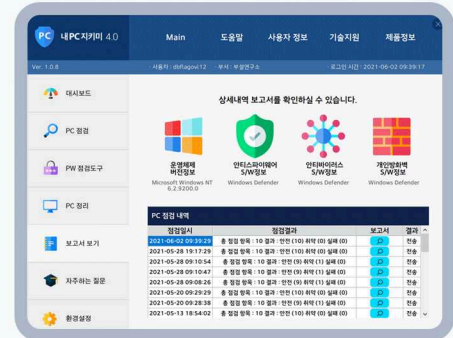 PC 내PC지키미 4.0
Main 도움말 사용자 정보 기술지원 제품정보
Ver. 1.0.8 사용자 : dbflagovl12 · 부서 : 부설연구소 · 로그인 시간 : 2021-06-02 09:39:17
대시보드
PC 점검
PW 점검도구
PC 정리
보고서 보기
자주하는 질문
환경설정
상세내역 보고서를 확인하실 수 있습니다.
운영체제 버전정보
Microsoft Windows NT 6.2.9200.0
안티스파이웨어 S/W정보
Windows Defender
안티바이러스 S/W정보
Windows Defender
개인방화벽 S/W정보
Windows Defender
PC 점검 내역
점검일시 점검결과 보고서 결과
2021-06-02 09:39:29 총 점검 항목 : 10 결과 : 안전 (10) 취약 (0) 실패 (0) 전송
2021-05-28 19:17:29 총 점검 항목 : 10 결과 : 안전 (10) 취약 (0) 실패 (0) 전송
2021-05-28 09:10:54 총 점검 항목 : 10 결과 : 안전 (9) 취약 (1) 실패 (0) 전송
2021-05-28 09:10:47 총 점검 항목 : 10 결과 : 안전 (9) 취약 (1) 실패 (0) 전송
2021-05-28 09:08:26 총 점검 항목 : 10 결과 : 안전 (9) 취약 (1) 실패 (0) 전송
2021-05-20 09:29:29 총 점검 항목 : 10 결과 : 안전 (10) 취약 (0) 실패 (0) 전송
2021-05-20 09:28:38 총 점검 항목 : 10 결과 : 안전 (9) 취약 (1) 실패 (0) 전송
2021-05-13 18:54:02 총 점검 항목 : 10 결과 : 안전 (10) 취약 (0) 실패 (0) 전송